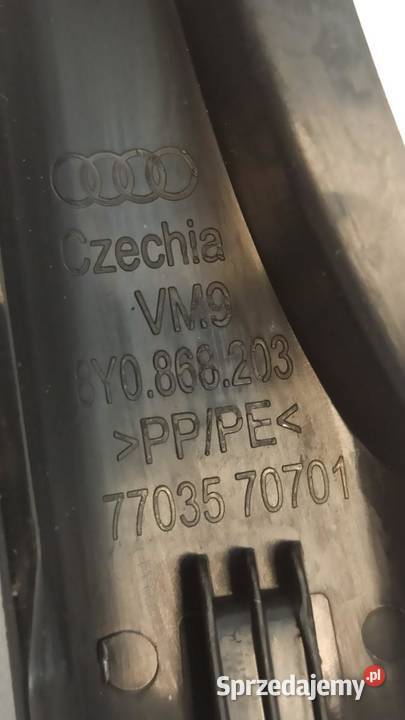 Czechia
VM9
8Y0.868.203
>PP/PE<
77035 70701
Sprzedajemy.pl